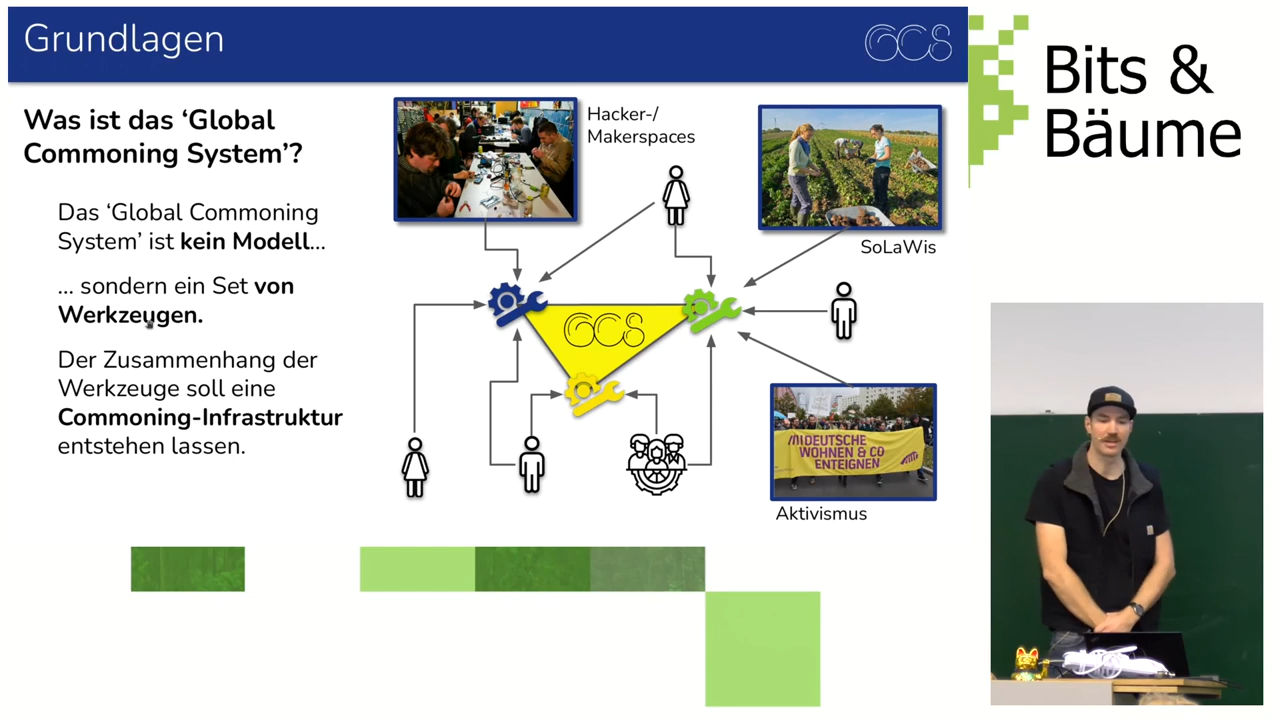 Grundlagen
GCS
Was ist das ‘Global
Commoning System’?
Das ‘Global Commoning
System’ ist kein Modell…
… sondern ein Set von
Werkzeugen.
Der Zusammenhang der
Werkzeuge soll eine
Commoning-Infrastruktur
entstehen lassen.
Hacker-/
Makerspaces
SoLaWis
GCS
DEUTSCHE
WOHNEN & CO
ENTEIGNEN
Aktivismus
Bits &
Bäume